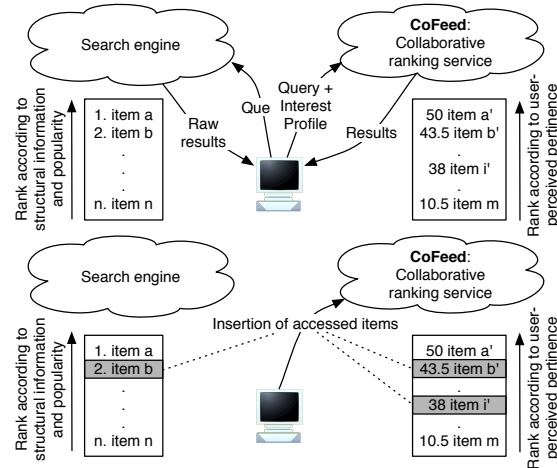 Search engine
CoFeed:
Collaborative
ranking service
Rank according to
structural information
and popularity
1. item a
2. item b
.
.
.
.
n. item n
Raw
results
Que
Query +
Interest
Profile
Results
50 item a'
43.5 item b'
.
38 item i'
.
10.5 item m
Rank according to user-
perceived pertinence
Search engine
CoFeed:
Collaborative
ranking service
Insertion of accessed items
Rank according to
structural information
and popularity
1. item a
2. item b
.
.
.
n. item n
50 item a'
43.5 item b'
.
38 item i'
.
10.5 item m
Rank according to user-
perceived pertinence